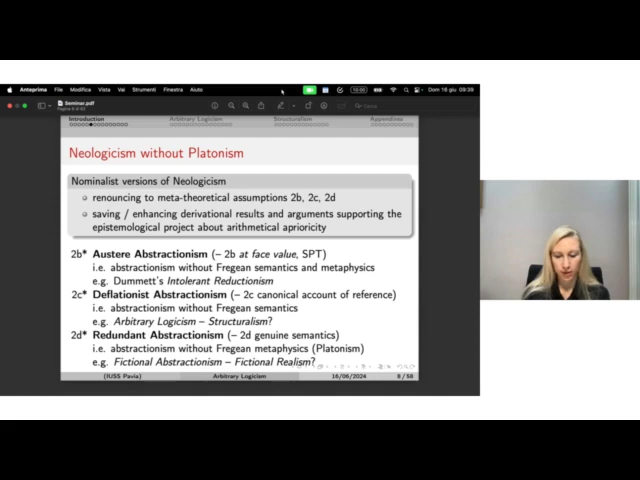 Anteprima File Modifica Vista Vai Strumenti Finestra Aiuto Dom 16 giu 09:39
Seminar.pdf
Introduction Arbitrary Logicism Structuralism Appendixes
Neologicism without Platonism
Nominalist versions of Neologicism
renouncing to meta-theoretical assumptions 2b, 2c, 2d
saving / enhancing derivational results and arguments supporting the
epistemological project about arithmetical apriority
2b* Austere Abstractionism (– 2b at face value, SPT)
i.e. abstractionism without Fregean semantics and metaphysics
e.g. Dummett's Intolerant Reductionism
2c* Deflationist Abstractionism (– 2c canonical account of reference)
i.e. abstractionism without Fregean semantics
e.g. Arbitrary Logicism – Structuralism?
2d* Redundant Abstractionism (– 2d genuine semantics)
i.e. abstractionism without Fregean metaphysics (Platonism)
e.g. Fictional Abstractionism – Fictional Realism?
(IUSS Pavia) Arbitrary Logicism 16/06/2024